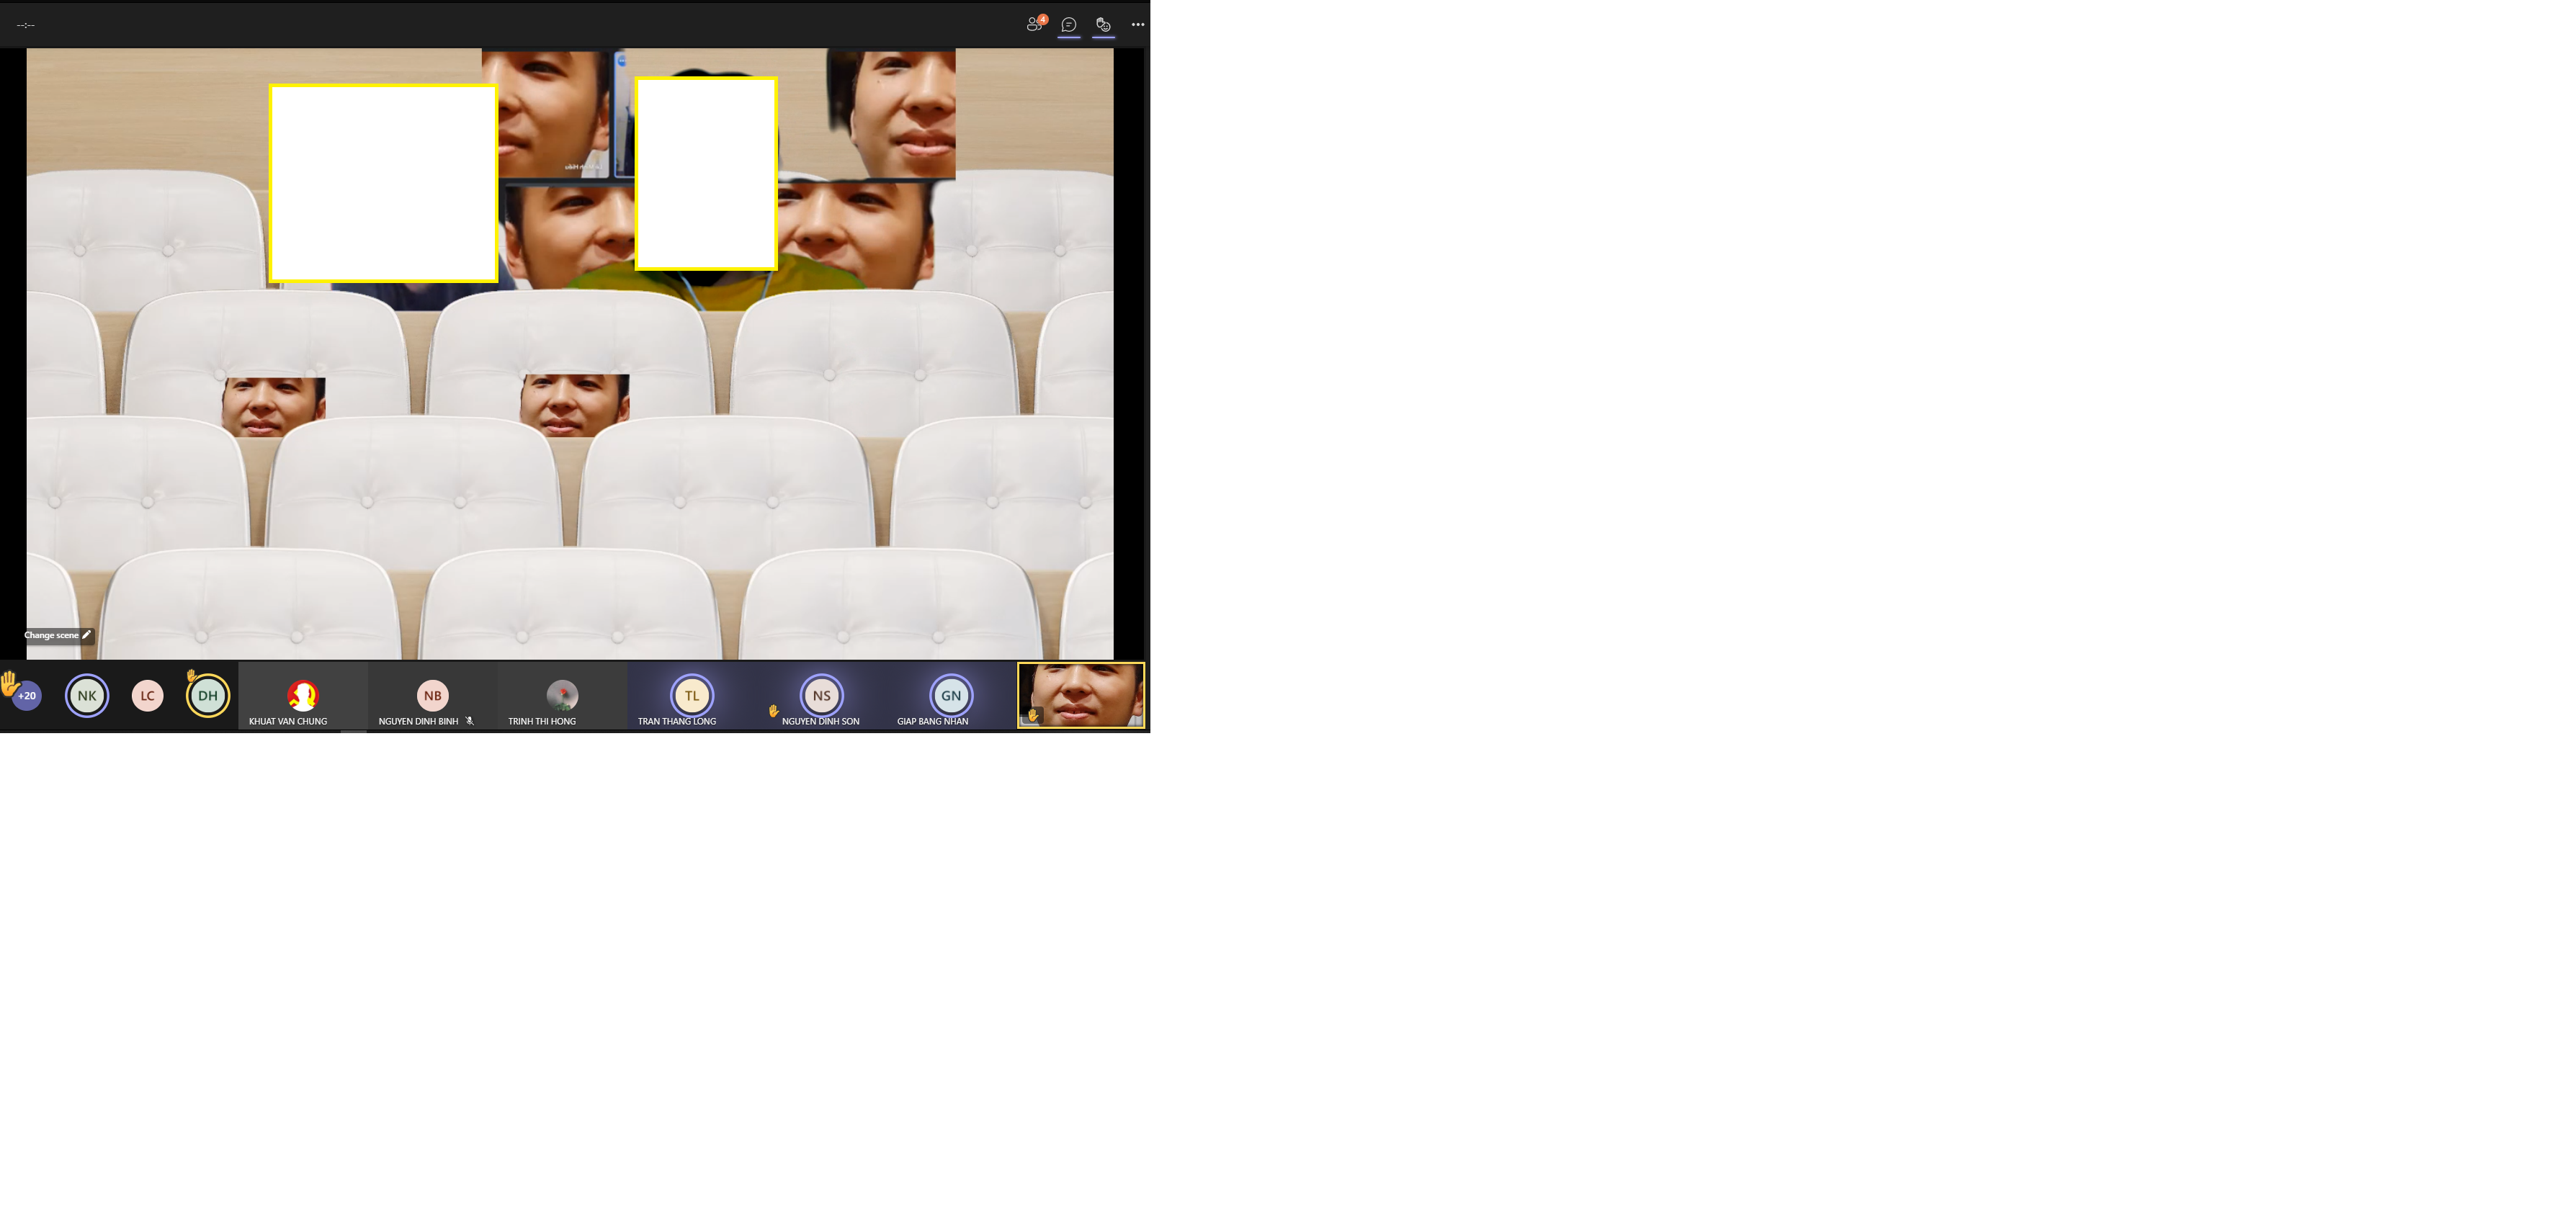 --:--
4
Change scene
+20
NK
LC
DH
NB
TL
NS
GN
KHUAT VAN CHUNG
NGUYEN DINH BINH
TRINH THI HONG
TRAN THANG LONG
NGUYEN DINH SON
GIAP BANG NHAN